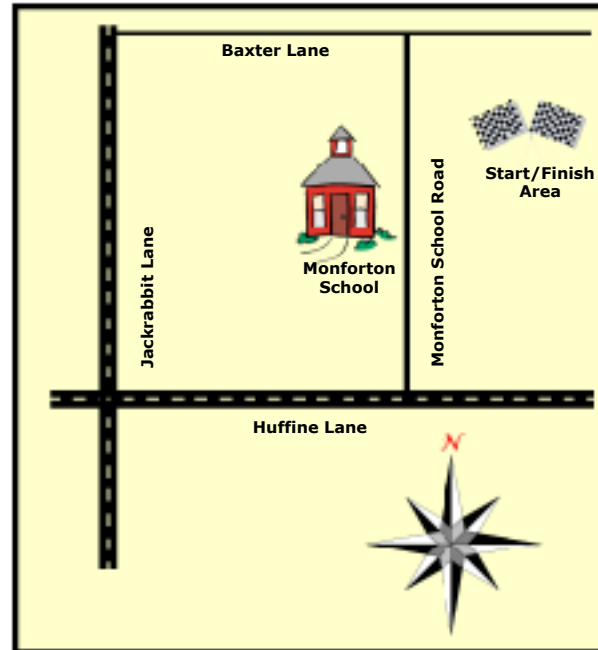 Baxter Lane
Start/Finish
Area
Monforton School Road
Monforton
School
Jackrabbit Lane
Huffine Lane
N